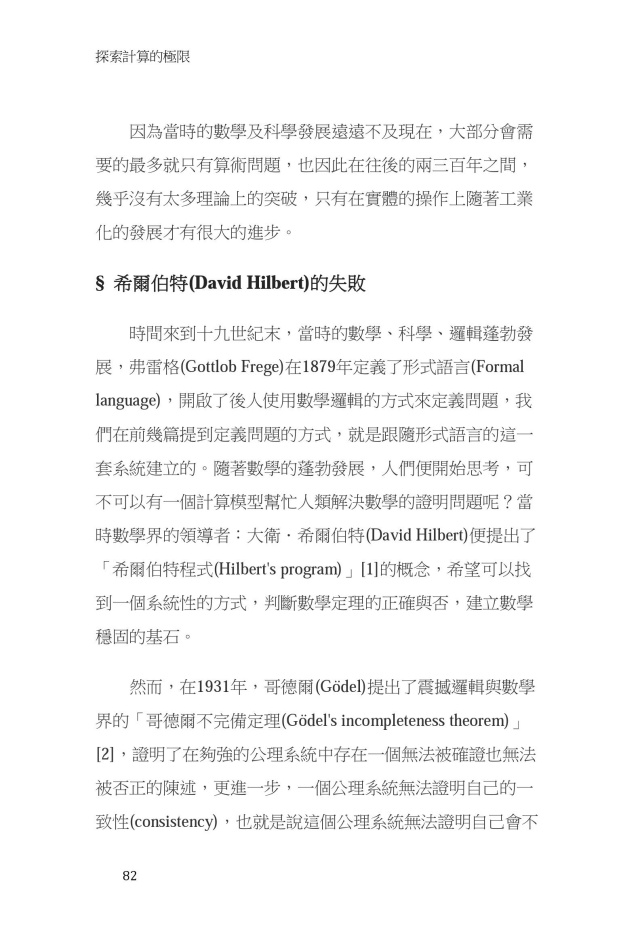 探索計算的極限
因為當時的數學及科學發展遠遠不及現在，大部分會需
要的最多就只有算術問題，也因此在往後的兩三百年之間，
幾乎沒有太多理論上的突破，只有在實體的操作上隨著工業
化的發展才有很大的進步。
§ 希爾伯特(David Hilbert)的失敗
時間來到十九世紀末，當時的數學、科學、邏輯蓬勃發
展，弗雷格(Gottlob Frege)在1879年定義了形式語言(Formal
language)，開啟了後人使用數學邏輯的方式來定義問題，我
們在前幾篇提到定義問題的方式，就是跟隨形式語言的這一
套系統建立的。隨著數學的蓬勃發展，人們便開始思考，可
不可以有一個計算模型幫忙人類解決數學的證明問題呢？當
時數學界的領導者：大衛．希爾伯特(David Hilbert)便提出了
「希爾伯特程式(Hilbert's program)」[1]的概念，希望可以找
到一個系統性的方式，判斷數學定理的正確與否，建立數學
穩固的基石。
然而，在1931年，哥德爾(Gödel)提出了震撼邏輯與數學
界的「哥德爾不完備定理(Gödel's incompleteness theorem)」
[2]，證明了在夠強的公理系統中存在一個無法被確證也無法
被否正的陳述，更進一步，一個公理系統無法證明自己的一
致性(consistency)，也就是說這個公理系統無法證明自己會不
82